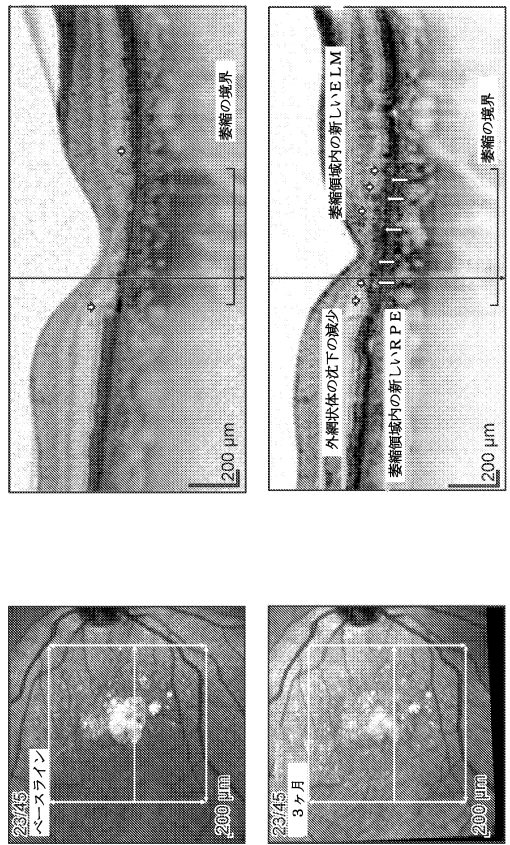 萎縮の境界
200 μm
萎縮領域内の新しいELM
外網状体の沈下の減少
萎縮領域内の新しいRPE
萎縮の境界
200 μm
23/45
ベースライン
200 μm
23/45
3ヶ月
200 μm